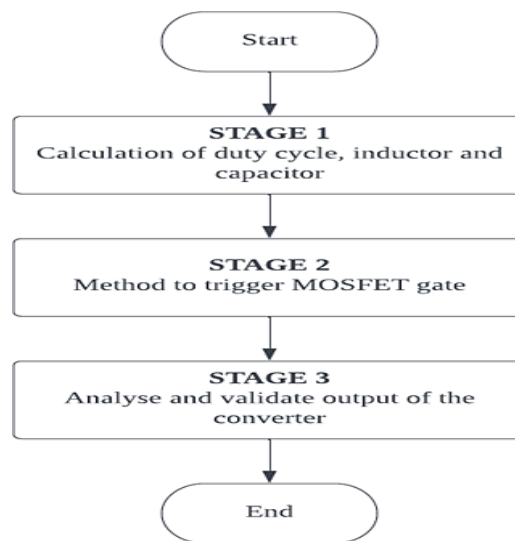 Start
STAGE 1
Calculation of duty cycle, inductor and
capacitor
STAGE 2
Method to trigger MOSFET gate
STAGE 3
Analyse and validate output of the
converter
End